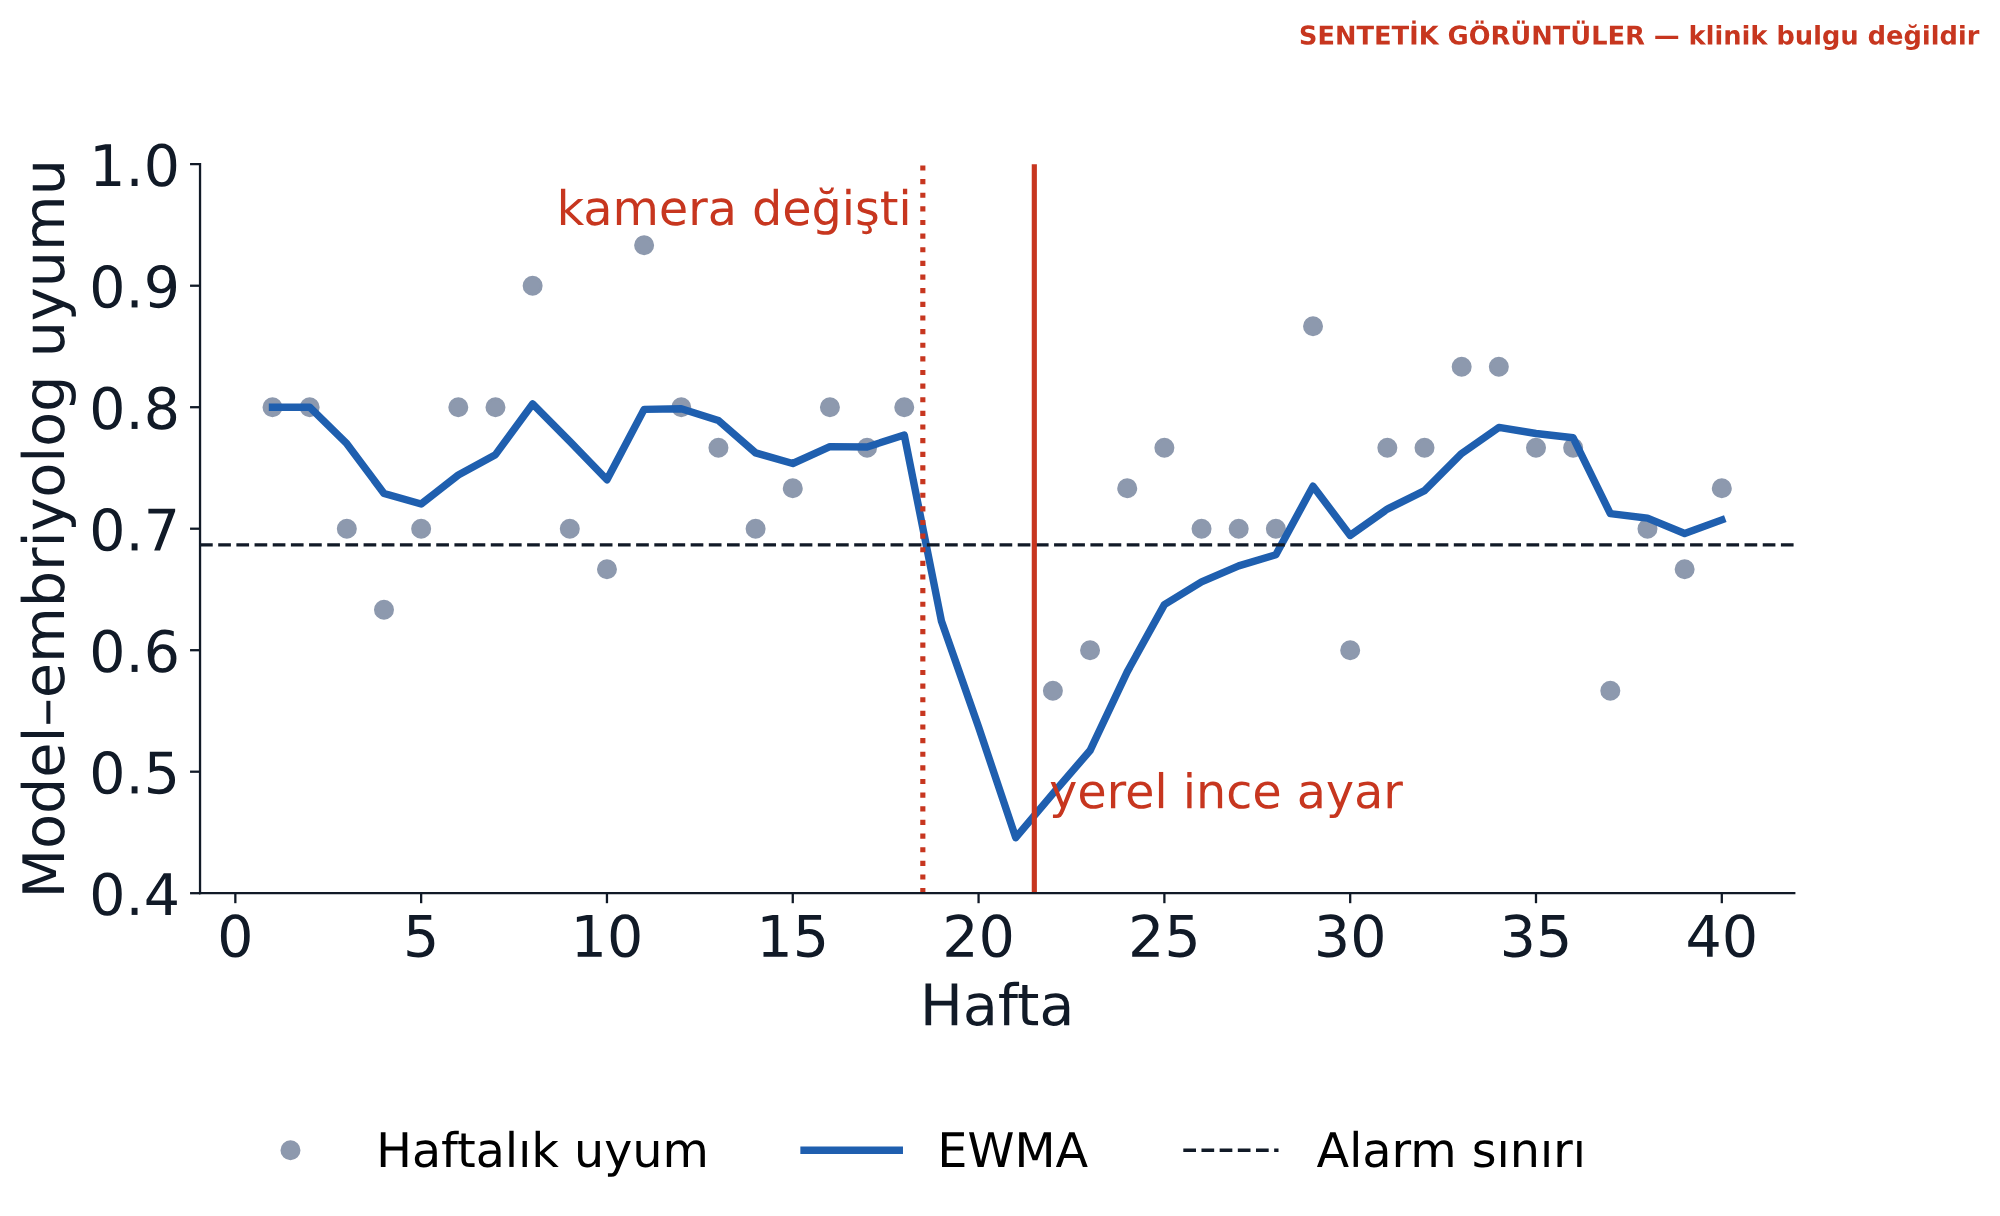 SENTETİK GÖRÜNTÜLER — klinik bulgu değildir
Model–embriyolog uyumu
1.0
0.9
0.8
0.7
0.6
0.5
0.4
kamera değişti
yerel ince ayar
0 5 10 15 20 25 30 35 40
Hafta
Haftalık uyum EWMA Alarm sınırı